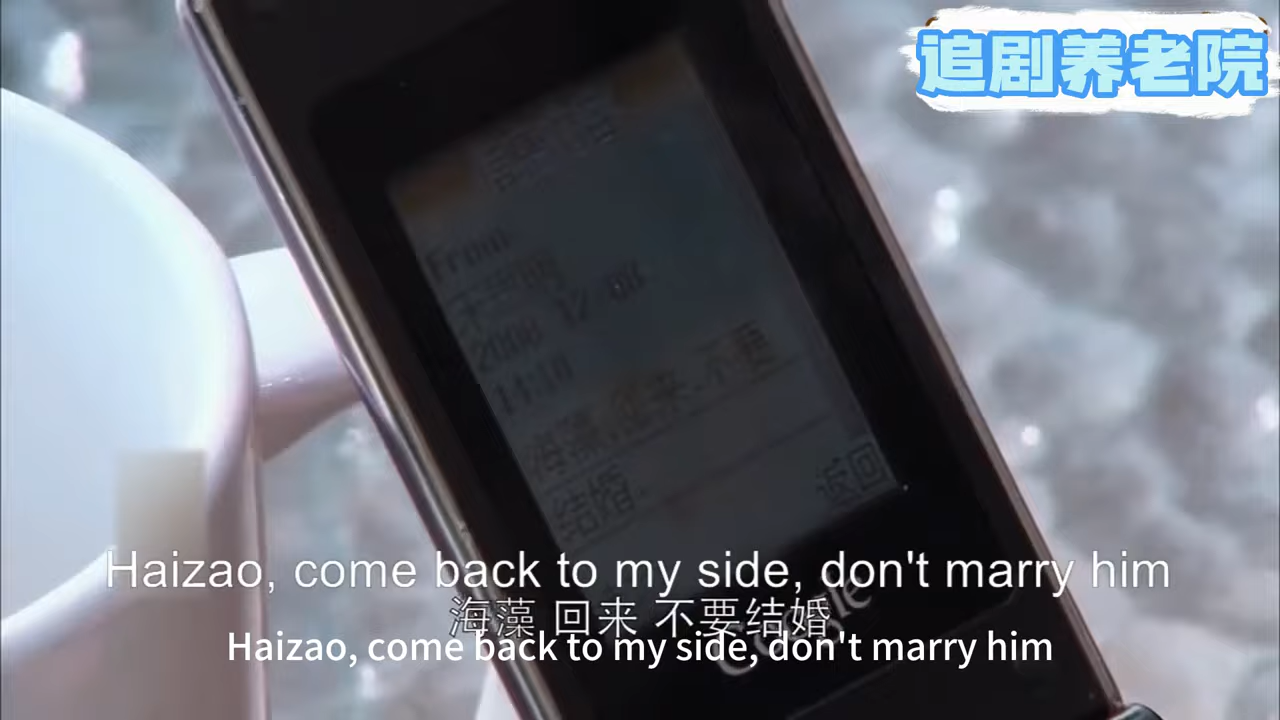 追剧养老院
From
14:10
海藻,回来,不要
结婚.
返回
Haizao, come back to my side, don't marry him
海藻 回来 不要结婚
Haizao, come back to my side, don't marry him